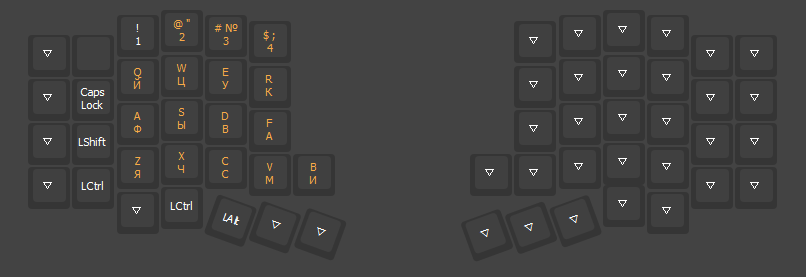 !
1
@ "
2
# №
3
$ ;
4
Caps
Lock
Q
Й
W
Ц
E
У
R
К
LShift
A
Ф
S
Ы
D
В
F
А
LCtrl
Z
Я
X
Ч
C
С
V
М
B
И
LCtrl
LAlt